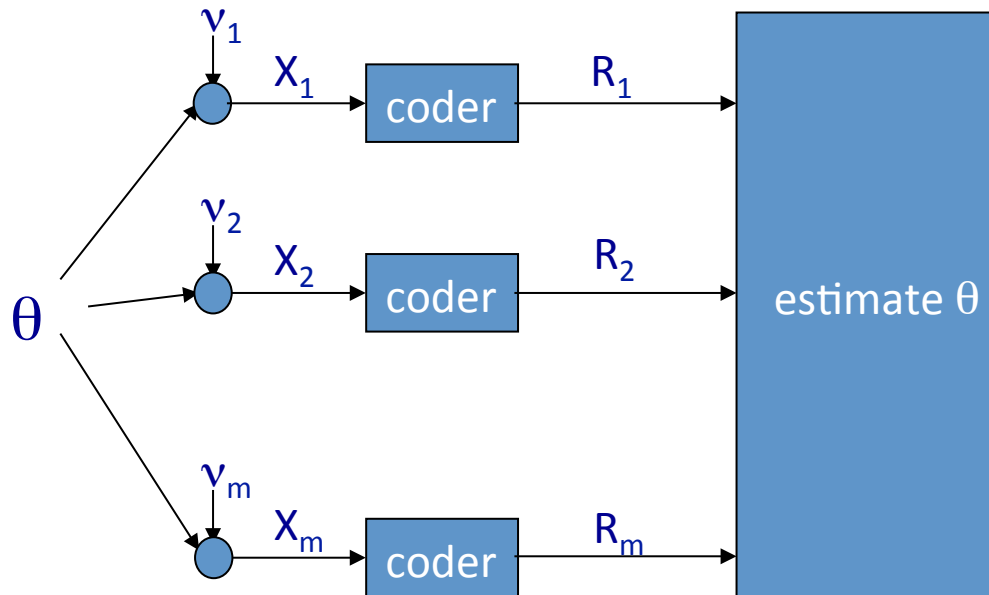 ν₁
X₁
coder
R₁
ν₂
X₂
coder
R₂
θ
estimate θ
νₘ
Xₘ
coder
Rₘ